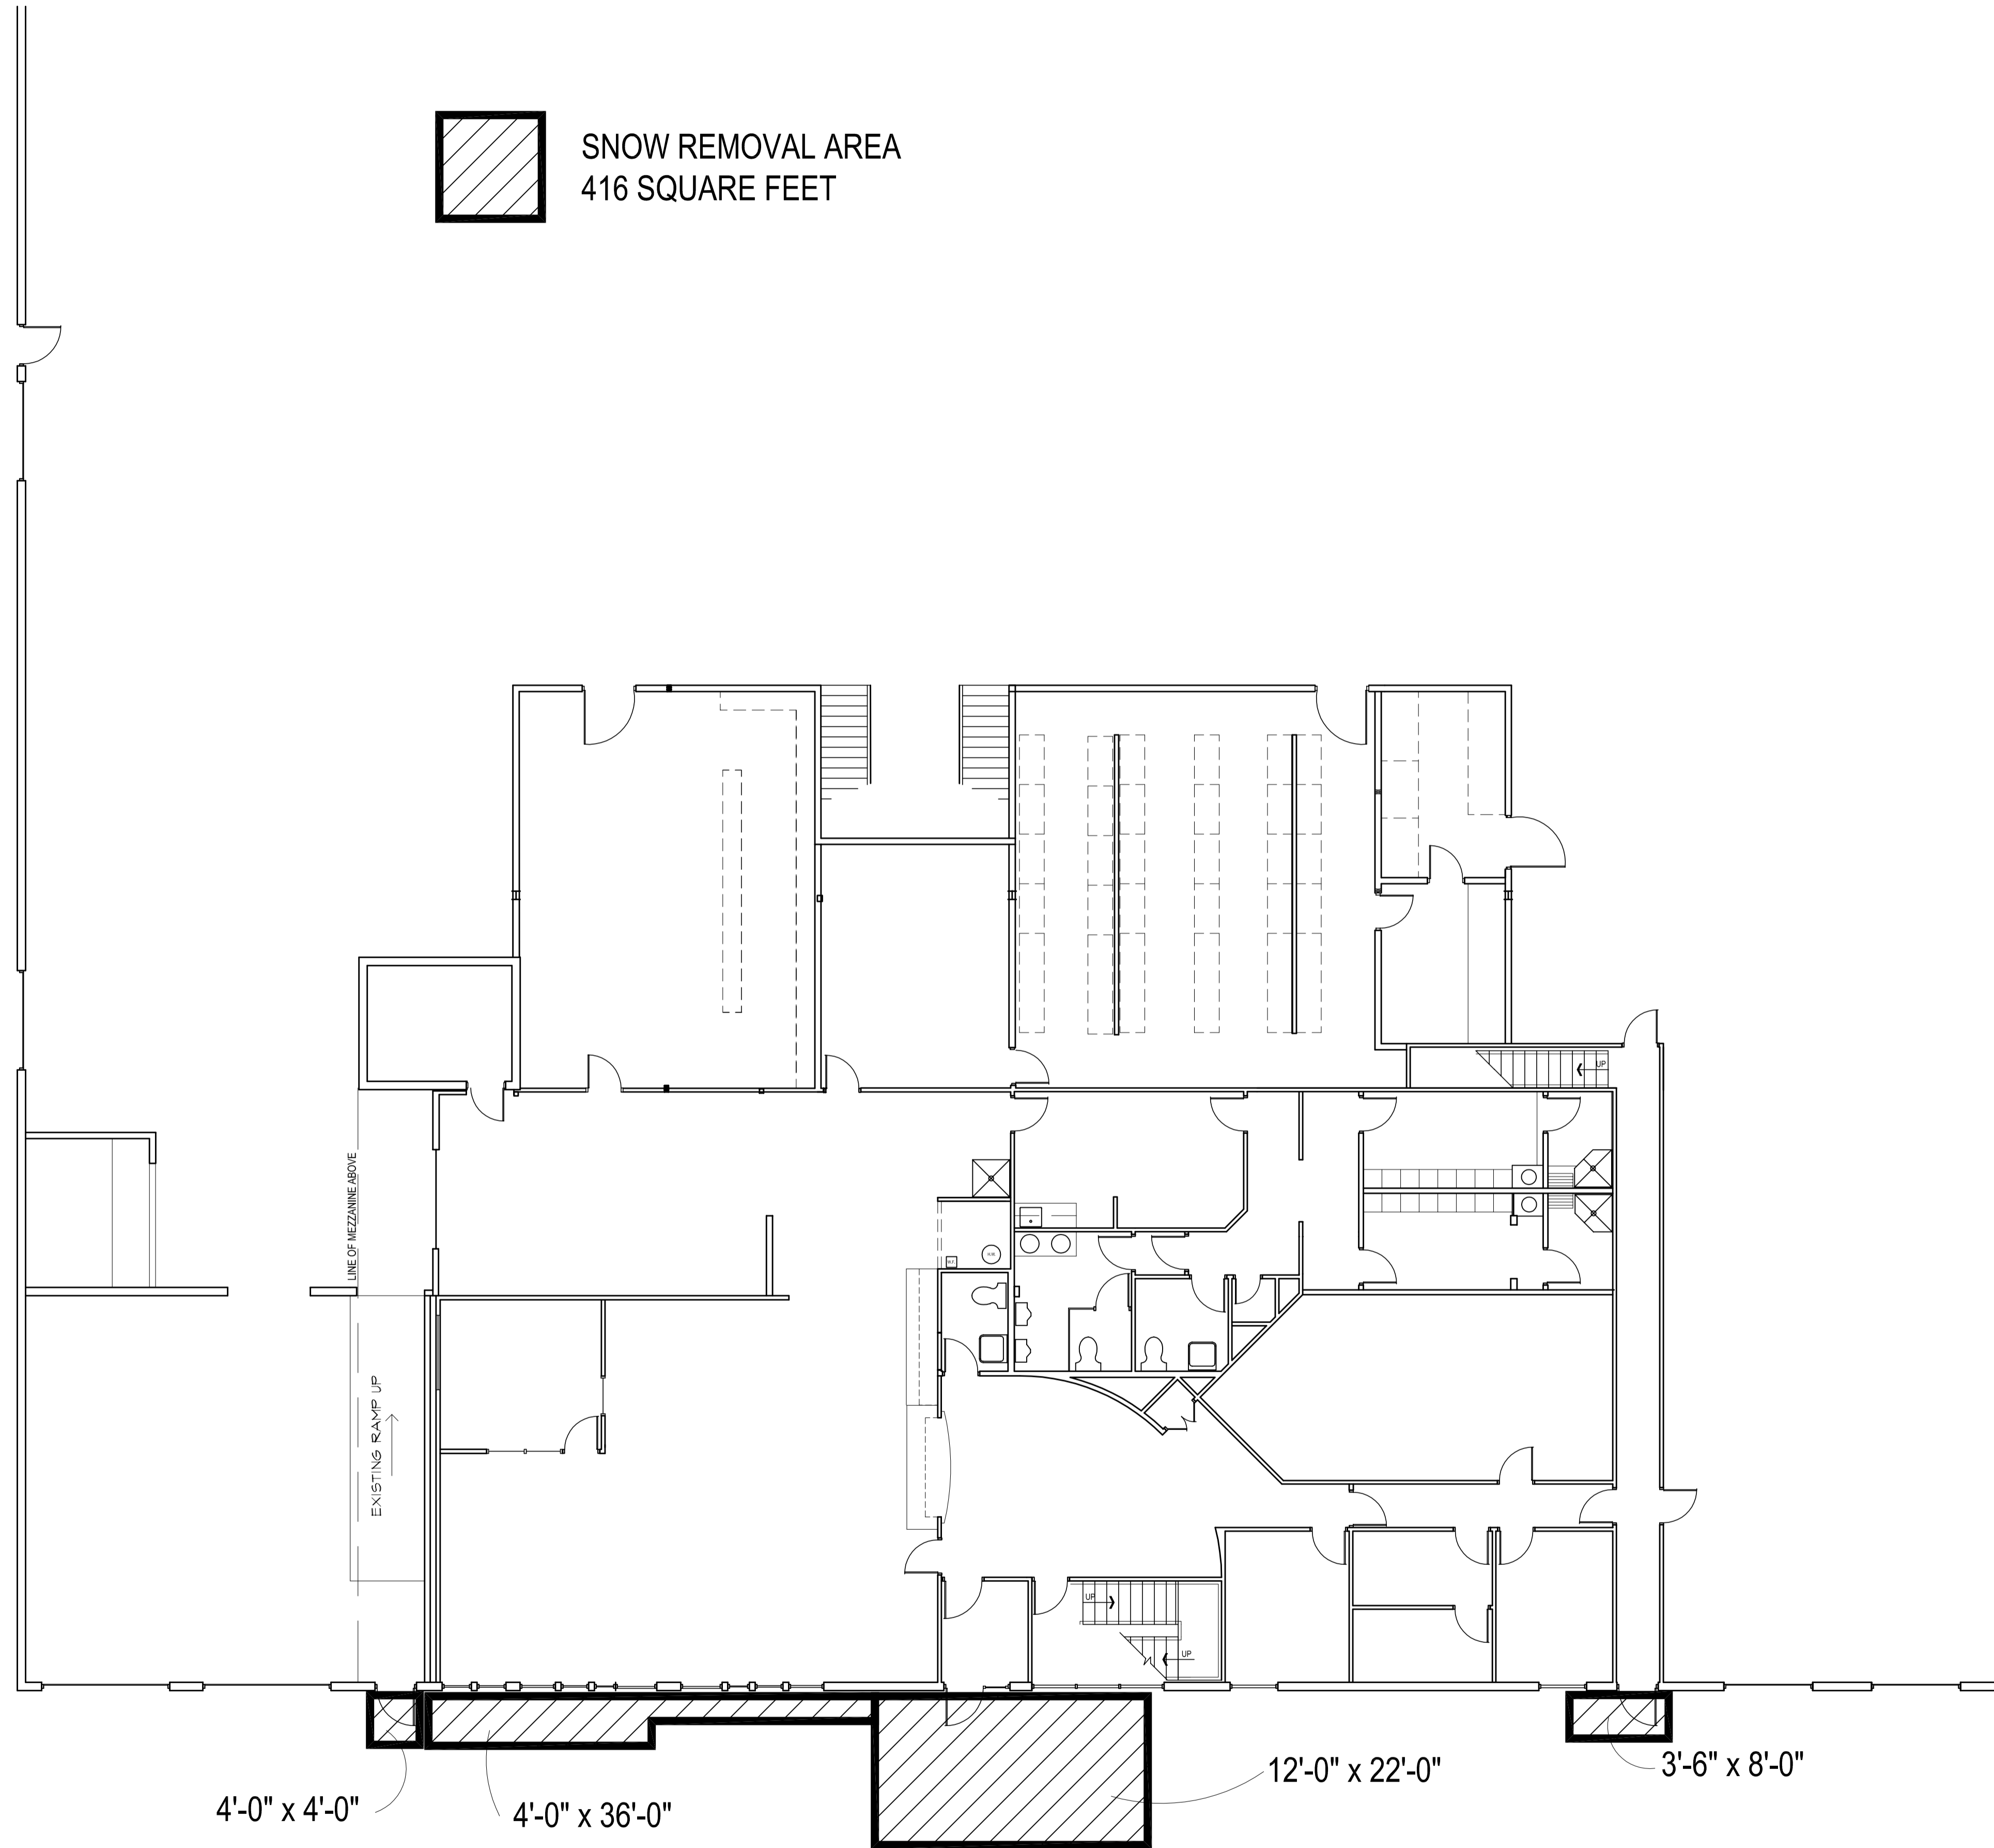 SNOW REMOVAL AREA
416 SQUARE FEET
UP
LINE OF MEZZANINE ABOVE
H.W.
W.F.
EXISTING RAMP UP
UP
UP
12'-0" x 22'-0"
3'-6" x 8'-0"
4'-0" x 4'-0"
4'-0" x 36'-0"